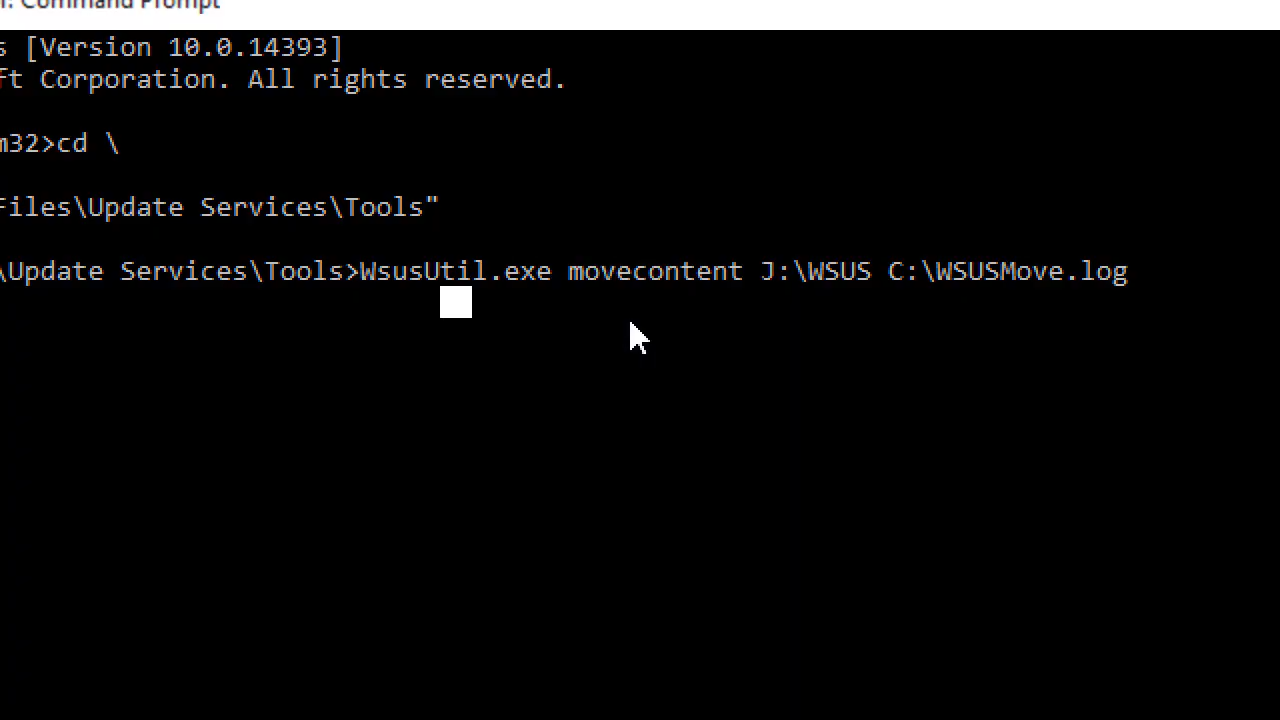 Command Prompt
[Version 10.0.14393]
ft Corporation. All rights reserved.
m32>cd \
Files\Update Services\Tools"
\Update Services\Tools>WsusUtil.exe movecontent J:\WSUS C:\WSUSMove.log